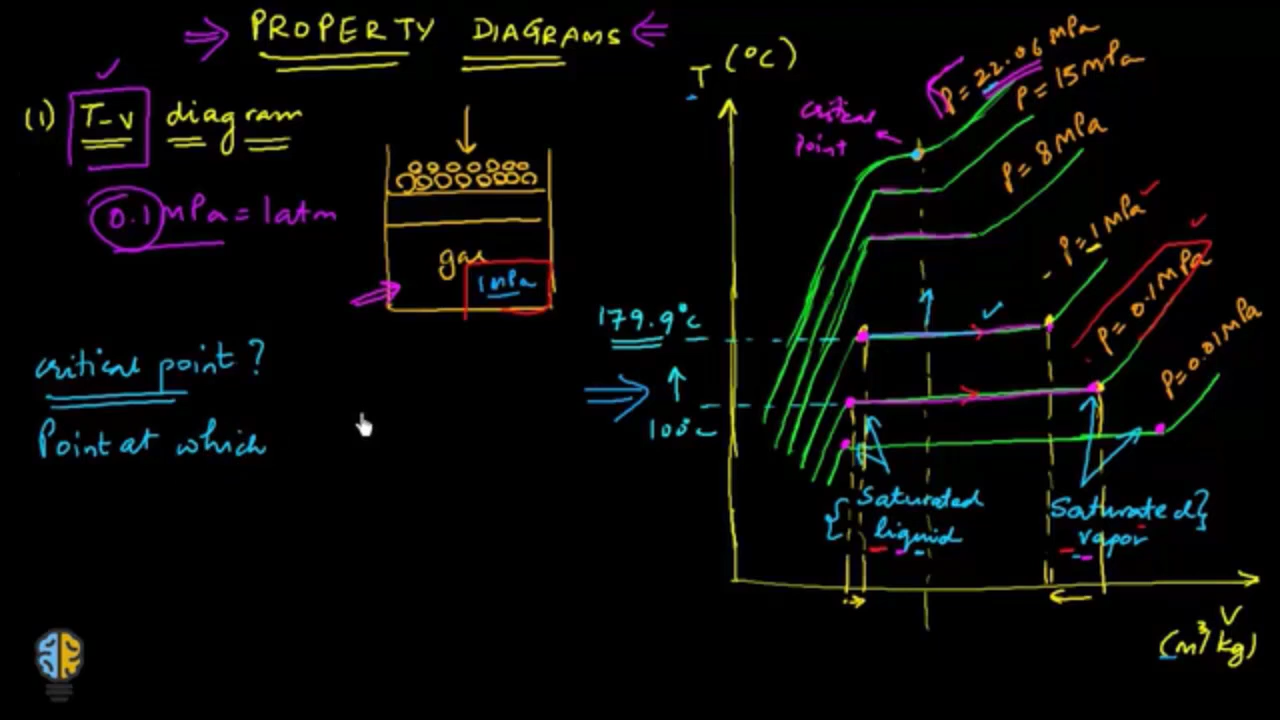 ⇒ PROPERTY DIAGRAMS ⇐
(1) T-v diagram
0.1 MPa = 1atm
gas
1 MPa
critical point ?
Point at which
T (°C)
critical
point
P = 22.06 MPa
P = 15 MPa
P = 8 MPa
P = 1 MPa
P = 0.1 MPa
P = 0.01 MPa
179.9°C
100°C
Saturated
liquid
Saturated
vapor
V
(m³/kg)